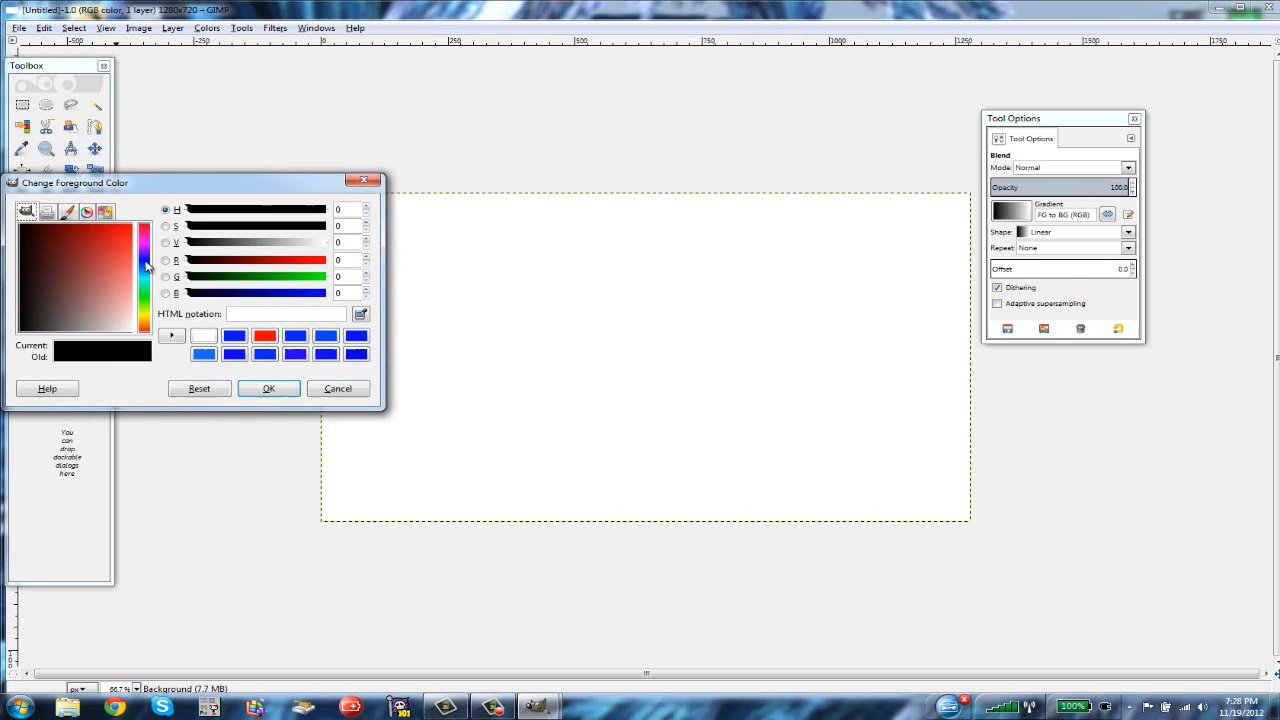 [Untitled]-1.0 (RGB color, 1 layer) 1280x720 – GIMP
File Edit Select View Image Layer Colors Tools Filters Windows Help
-500 -250 0 250 500 750 1000 1250 1500 1750
Toolbox
Tool Options
Tool Options
Blend
Mode: Normal
Opacity 100.0
Gradient
FG to BG (RGB)
Shape: Linear
Repeat: None
Offset 0.0
Dithering
Adaptive supersampling
Change Foreground Color
H 0
S 0
V 0
R 0
G 0
B 0
HTML notation:
Current:
Old:
Help Reset OK Cancel
You
can
drop
dockable
dialogs
here
px 66.7 % Background (7.7 MB)
101
100%
7:28 PM
11/19/2012